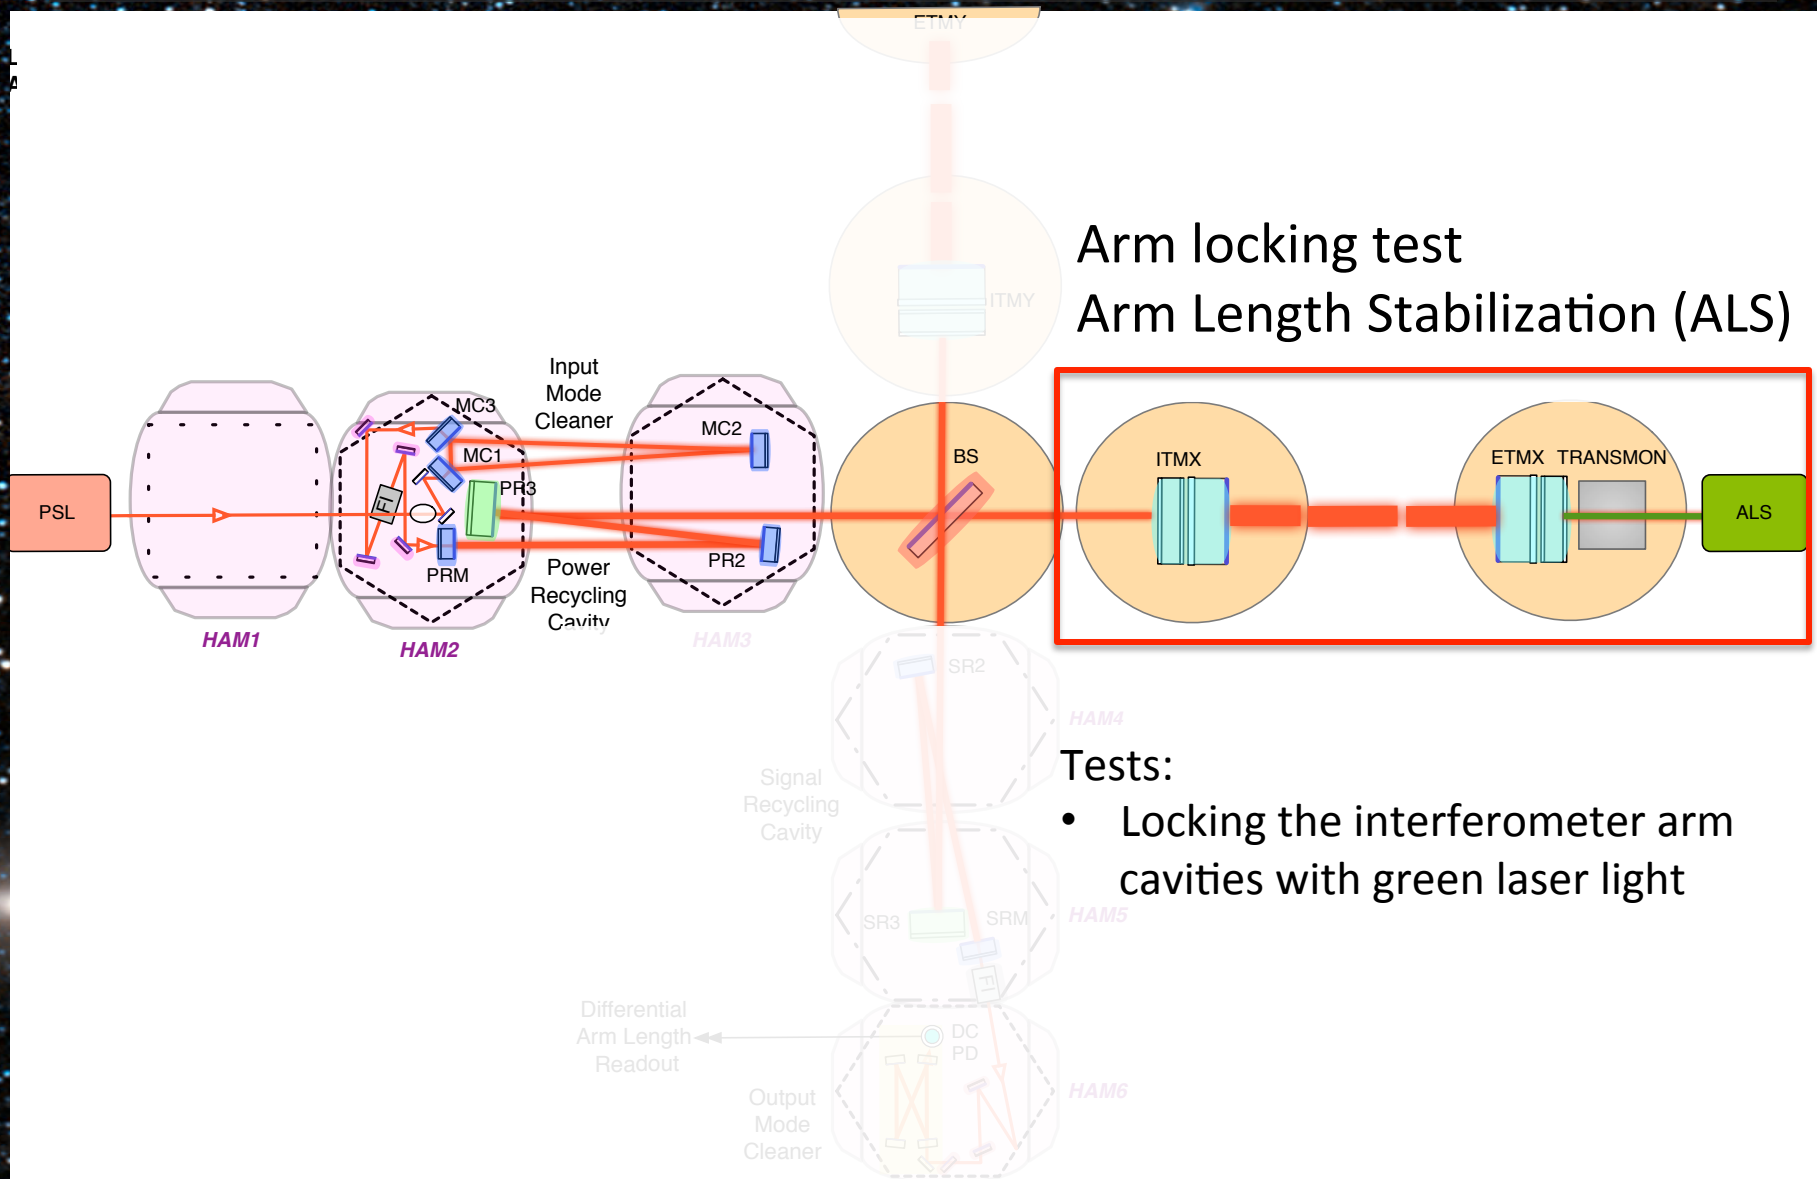 ETMY
ITMY
Arm locking test
Arm Length Stabilization (ALS)
Input
Mode
Cleaner
MC3
MC1
MC2
PR3
FI
PRM
PR2
Power
Recycling
Cavity
PSL
BS
ITMX
ETMX TRANSMON
ALS
HAM1
HAM2
HAM3
SR2
HAM4
Signal
Recycling
Cavity
Tests:
• Locking the interferometer arm
cavities with green laser light
SR3
SRM
HAM5
FI
Differential
Arm Length
Readout
DC
PD
HAM6
Output
Mode
Cleaner